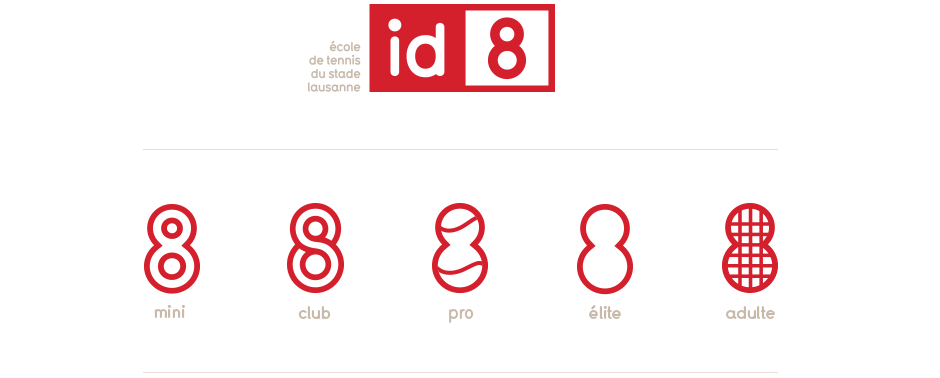 école
de tennis
du stade
lausanne
id 8
mini
club
pro
élite
adulte